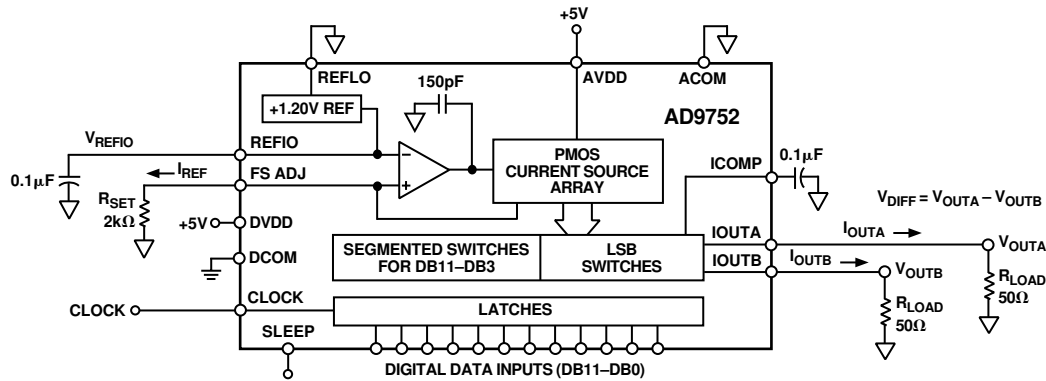 +5V
REFLO
AVDD
ACOM
150pF
+1.20V REF
AD9752
V_REFIO
REFIO
PMOS
CURRENT SOURCE
ARRAY
ICOMP
0.1µF
I_REF
FS ADJ
0.1µF
R_SET
2kΩ
+5V
DVDD
V_DIFF = V_OUTA – V_OUTB
DCOM
SEGMENTED SWITCHES
FOR DB11–DB3
LSB
SWITCHES
IOUTA
I_OUTA
V_OUTA
IOUTB
I_OUTB
V_OUTB
R_LOAD
50Ω
R_LOAD
50Ω
CLOCK
CLOCK
LATCHES
SLEEP
DIGITAL DATA INPUTS (DB11–DB0)